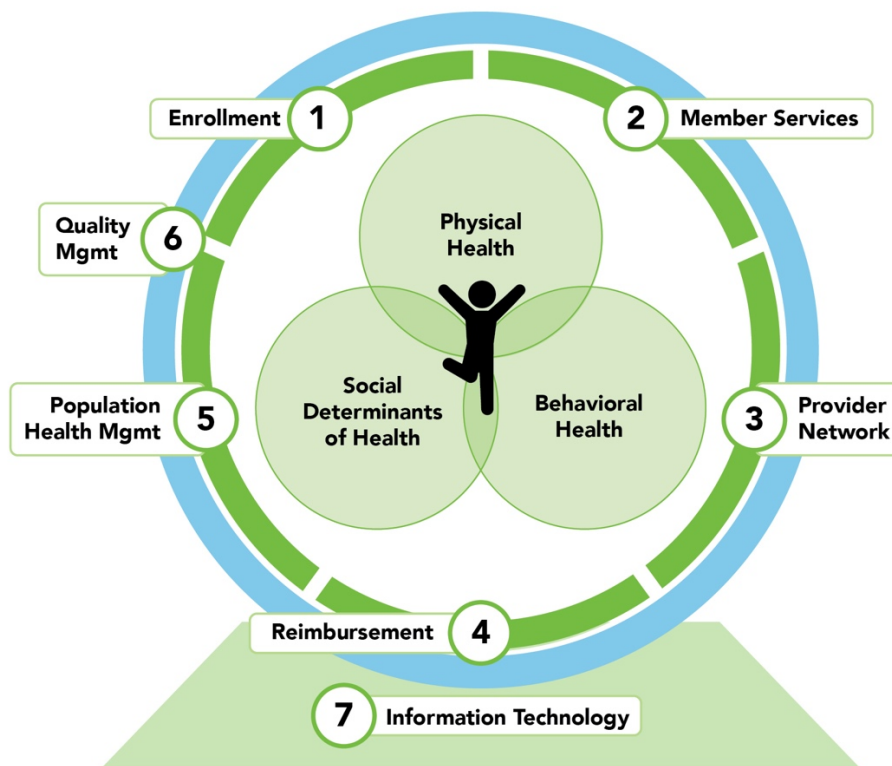 Enrollment 1
2 Member Services
Quality
Mgmt
6
Physical
Health
Social
Determinants
of Health
Behavioral
Health
Population
Health Mgmt
5
3
Provider
Network
Reimbursement 4
7 Information Technology